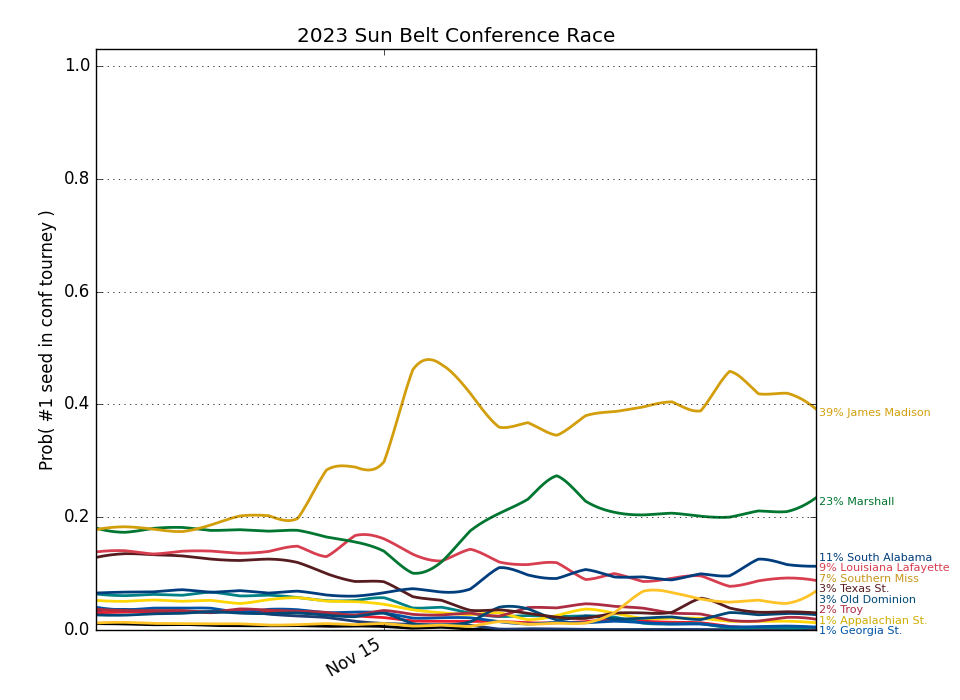 2023 Sun Belt Conference Race
Prob( #1 seed in conf tourney )
1.0
0.8
0.6
0.4
0.2
0.0
Nov 15
39% James Madison
23% Marshall
11% South Alabama
9% Louisiana Lafayette
7% Southern Miss
3% Texas St.
3% Old Dominion
2% Troy
1% Appalachian St.
1% Georgia St.